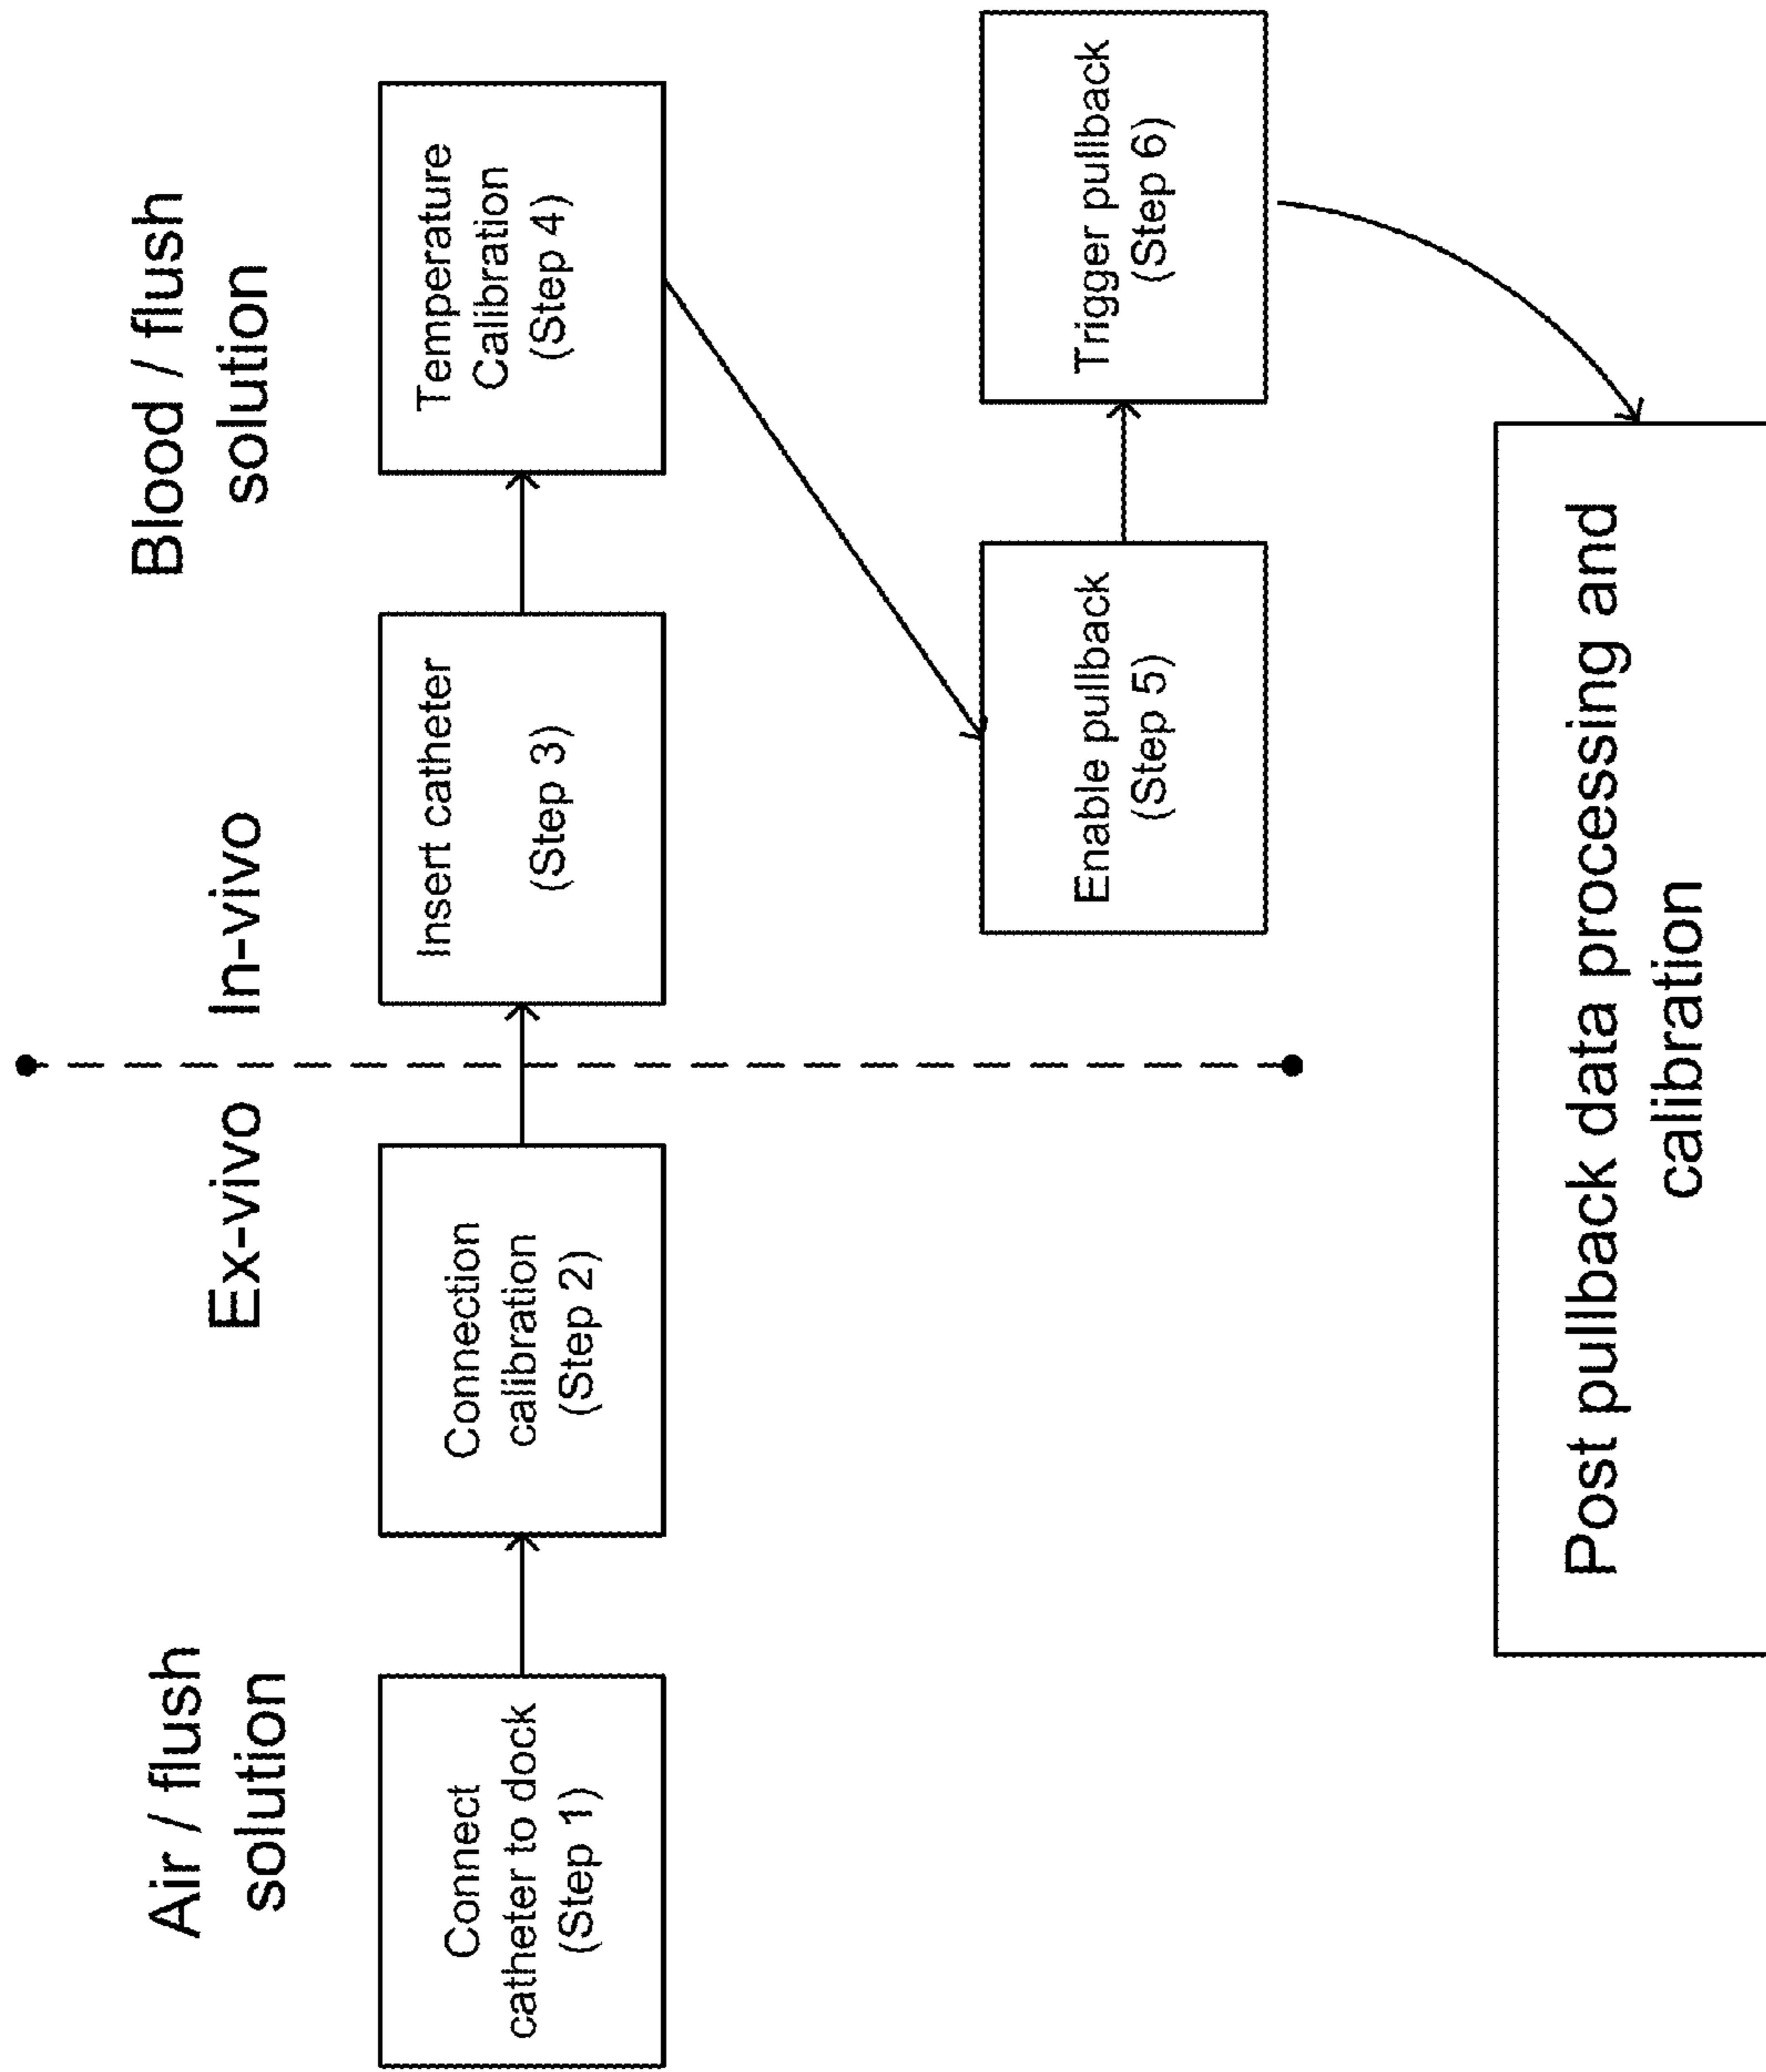 Air / flush
solution
Ex-vivo
In-vivo
Blood / flush
solution
Connect
catheter to dock
(Step 1)
Connection
calibration
(Step 2)
Insert catheter
(Step 3)
Temperature
Calibration
(Step 4)
Enable pullback
(Step 5)
Trigger pullback
(Step 6)
Post pullback data processing and
calibration